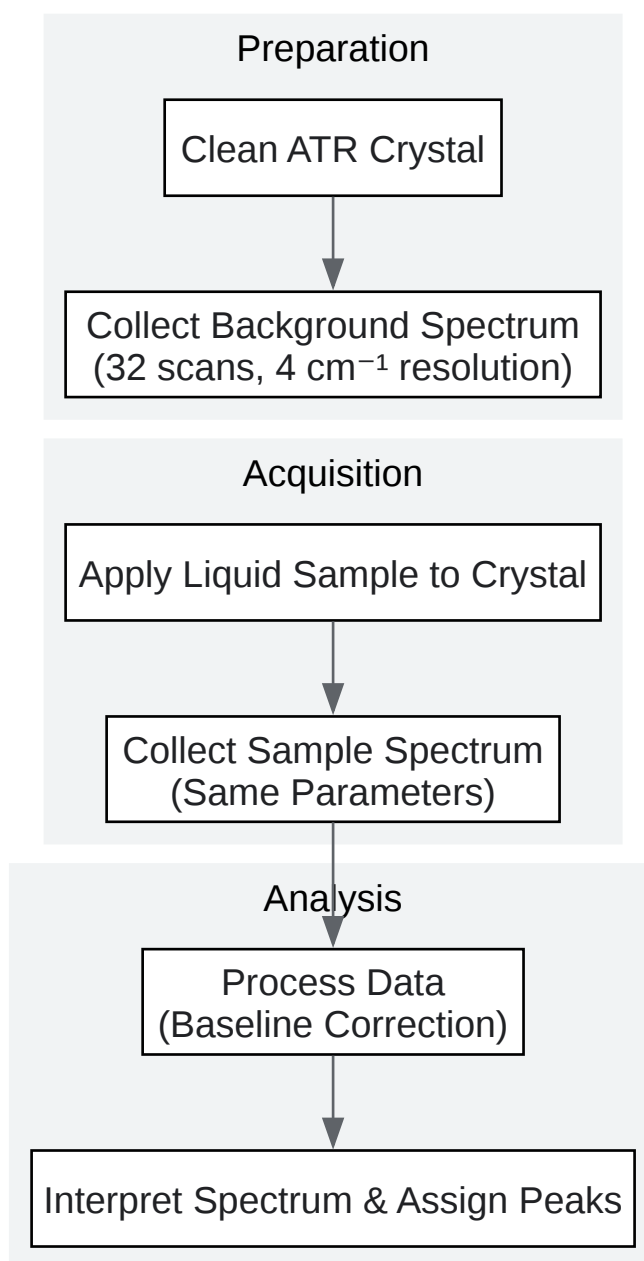 Preparation
Clean ATR Crystal
Collect Background Spectrum
(32 scans, 4 cm⁻¹ resolution)
Acquisition
Apply Liquid Sample to Crystal
Collect Sample Spectrum
(Same Parameters)
Analysis
Process Data
(Baseline Correction)
Interpret Spectrum & Assign Peaks